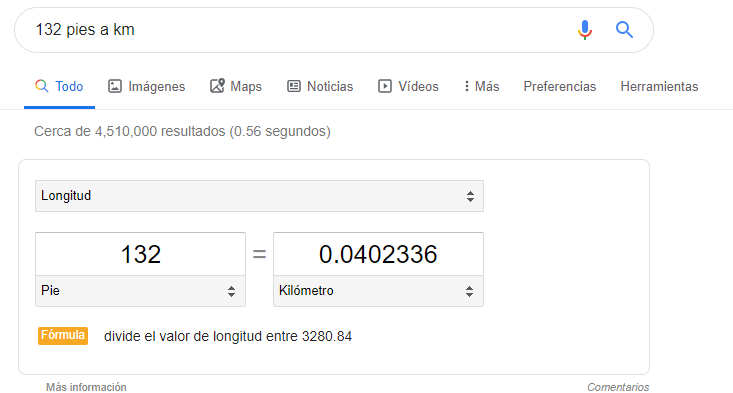 132 pies a km
Todo Imágenes Maps Noticias Vídeos Más Preferencias Herramientas
Cerca de 4,510,000 resultados (0.56 segundos)
Longitud
132 = 0.0402336
Pie Kilómetro
Fórmula divide el valor de longitud entre 3280.84
Más información Comentarios